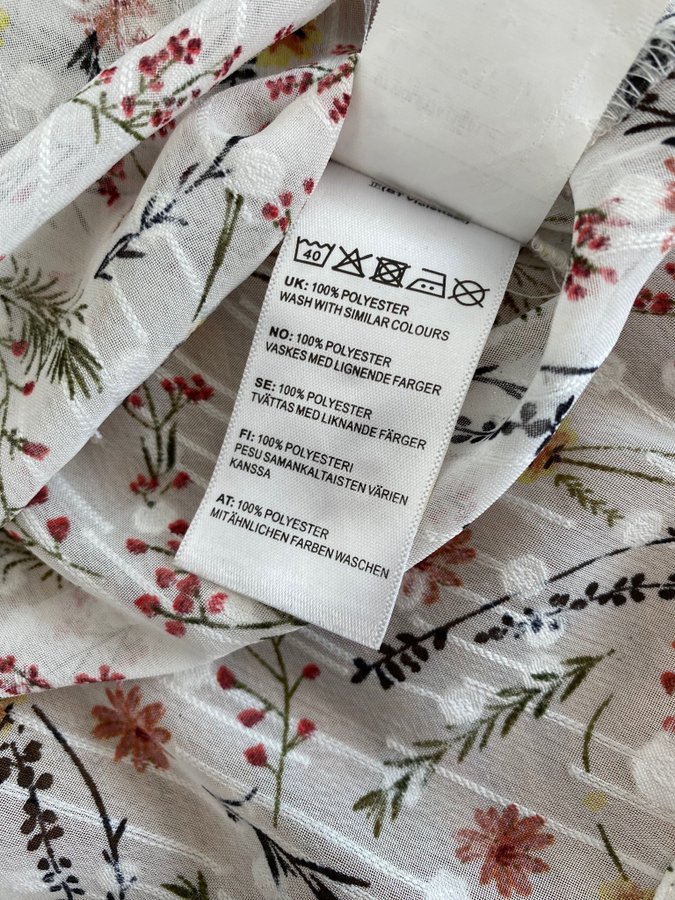 40
UK: 100% POLYESTER
WASH WITH SIMILAR COLOURS
NO: 100% POLYESTER
VASKES MED LIGNENDE FARGER
SE: 100% POLYESTER
TVÄTTAS MED LIKNANDE FÄRGER
FI: 100% POLYESTERI
PESU SAMANKALTAISTEN VÄRIEN
KANSSA
AT: 100% POLYESTER
MIT ÄHNLICHEN FARBEN WASCHEN